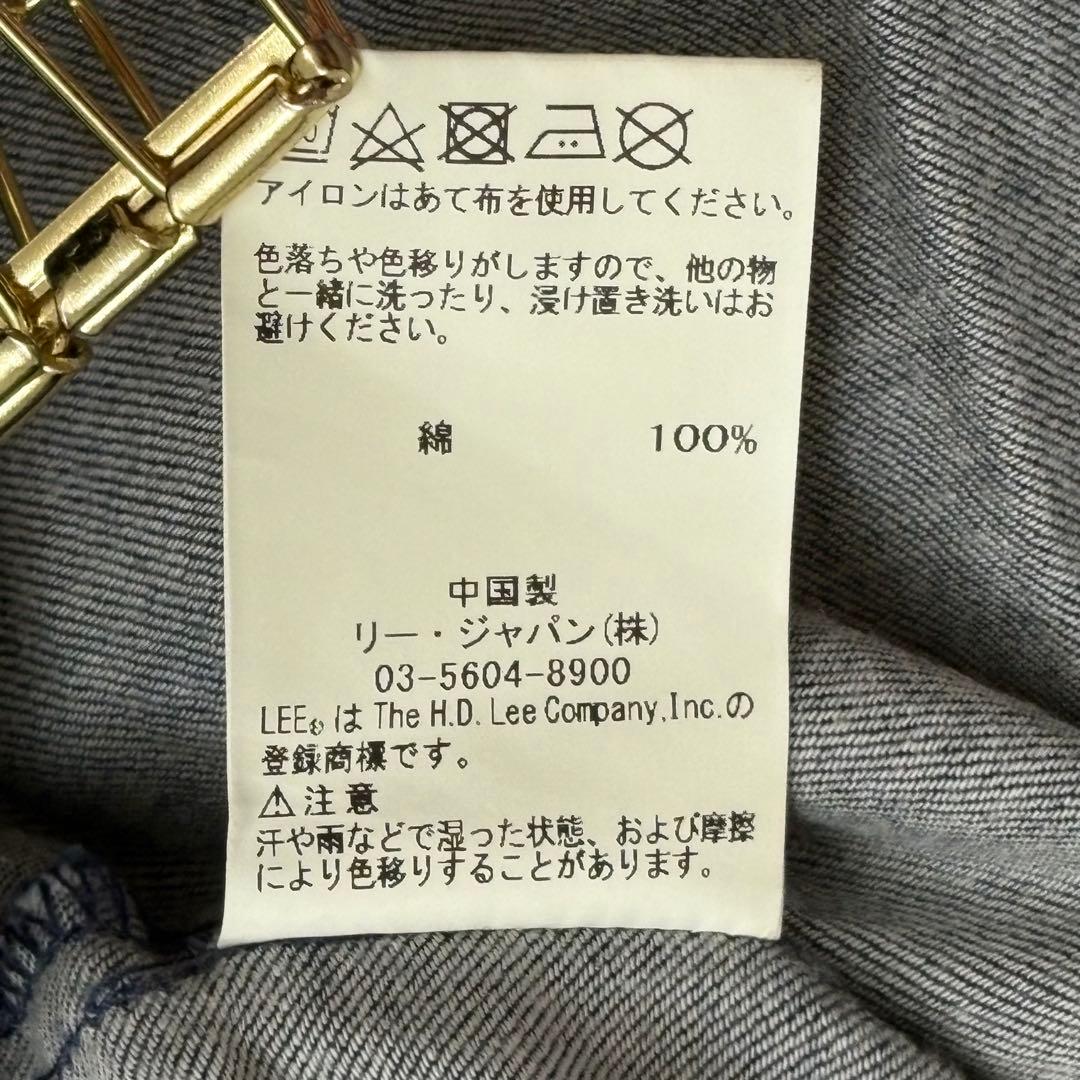 アイロンはあて布を使用してください。
色落ちや色移りがしますので、他の物
と一緒に洗ったり、浸け置き洗いはお
避けください。
綿 100%
中国製
リー・ジャパン(株)
03-5604-8900
LEE®は The H.D. Lee Company,Inc.の
登録商標です。
⚠注意
汗や雨などで湿った状態、および摩擦
により色移りすることがあります。